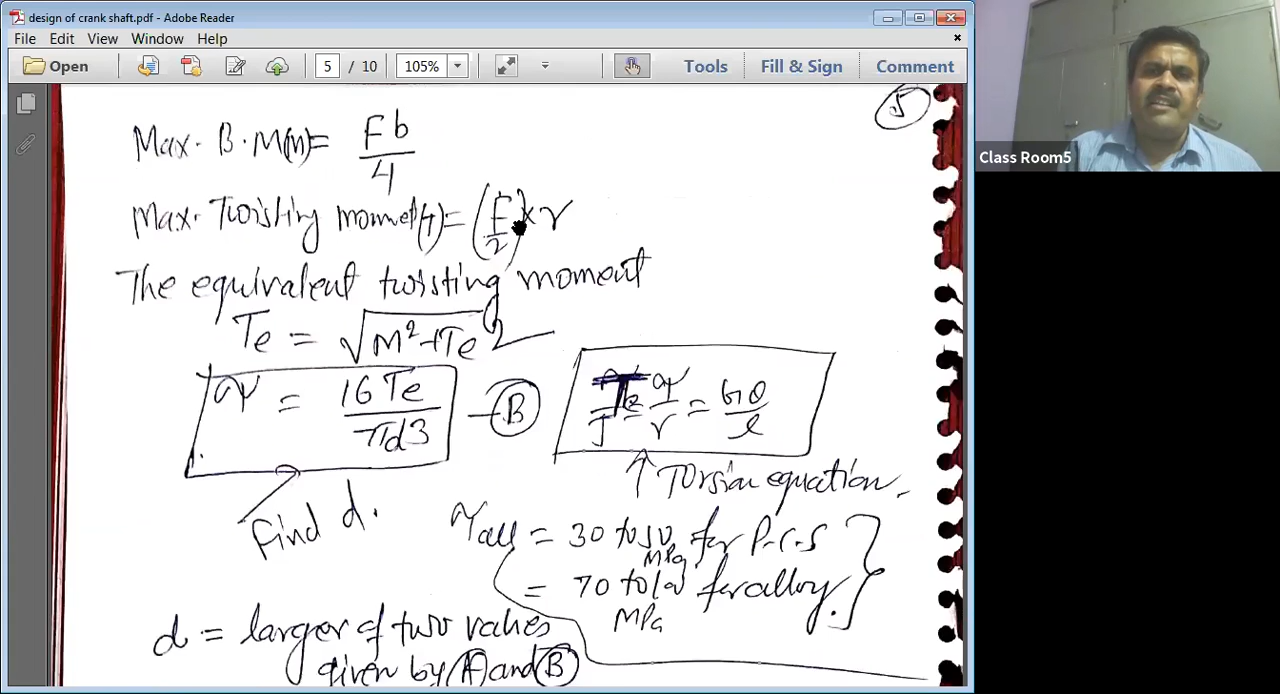 design of crank shaft.pdf - Adobe Reader
File Edit View Window Help
Open 5 / 10 105% Tools Fill & Sign Comment
Class Room5
5
Max. B.M(M) = Fb/4
Max. Twisting moment(T) = (F/2) × r
The equivalent twisting moment
Te = √M² + Te²
τ = 16Te/πd3 — B
T/J = τ/r = Gθ/l
↑ Torsion equation.
Find d.
τall = 30 to 50 MPa for P.C.S
= 70 to MPa for alloy.
d = larger of two values
given by A and B